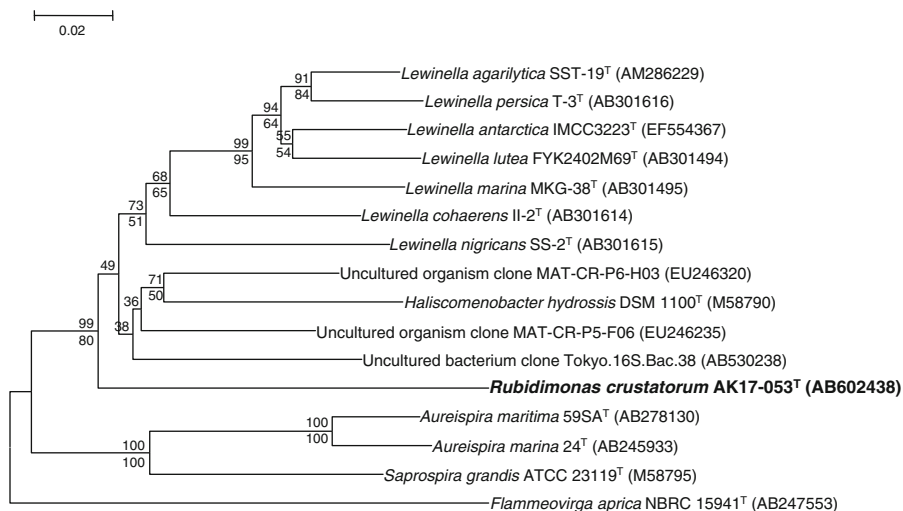 0.02
91
84
Lewinella agarilytica SST-19ᵀ (AM286229)
Lewinella persica T-3ᵀ (AB301616)
94
64
55
54
Lewinella antarctica IMCC3223ᵀ (EF554367)
Lewinella lutea FYK2402M69ᵀ (AB301494)
99
95
Lewinella marina MKG-38ᵀ (AB301495)
68
65
Lewinella cohaerens II-2ᵀ (AB301614)
73
51
Lewinella nigricans SS-2ᵀ (AB301615)
49
Uncultured organism clone MAT-CR-P6-H03 (EU246320)
71
50
Haliscomenobacter hydrossis DSM 1100ᵀ (M58790)
36
38
Uncultured organism clone MAT-CR-P5-F06 (EU246235)
Uncultured bacterium clone Tokyo.16S.Bac.38 (AB530238)
99
80
Rubidimonas crustatorum AK17-053ᵀ (AB602438)
Aureispira maritima 59SAᵀ (AB278130)
100
100
Aureispira marina 24ᵀ (AB245933)
100
100
Saprospira grandis ATCC 23119ᵀ (M58795)
Flammeovirga aprica NBRC 15941ᵀ (AB247553)